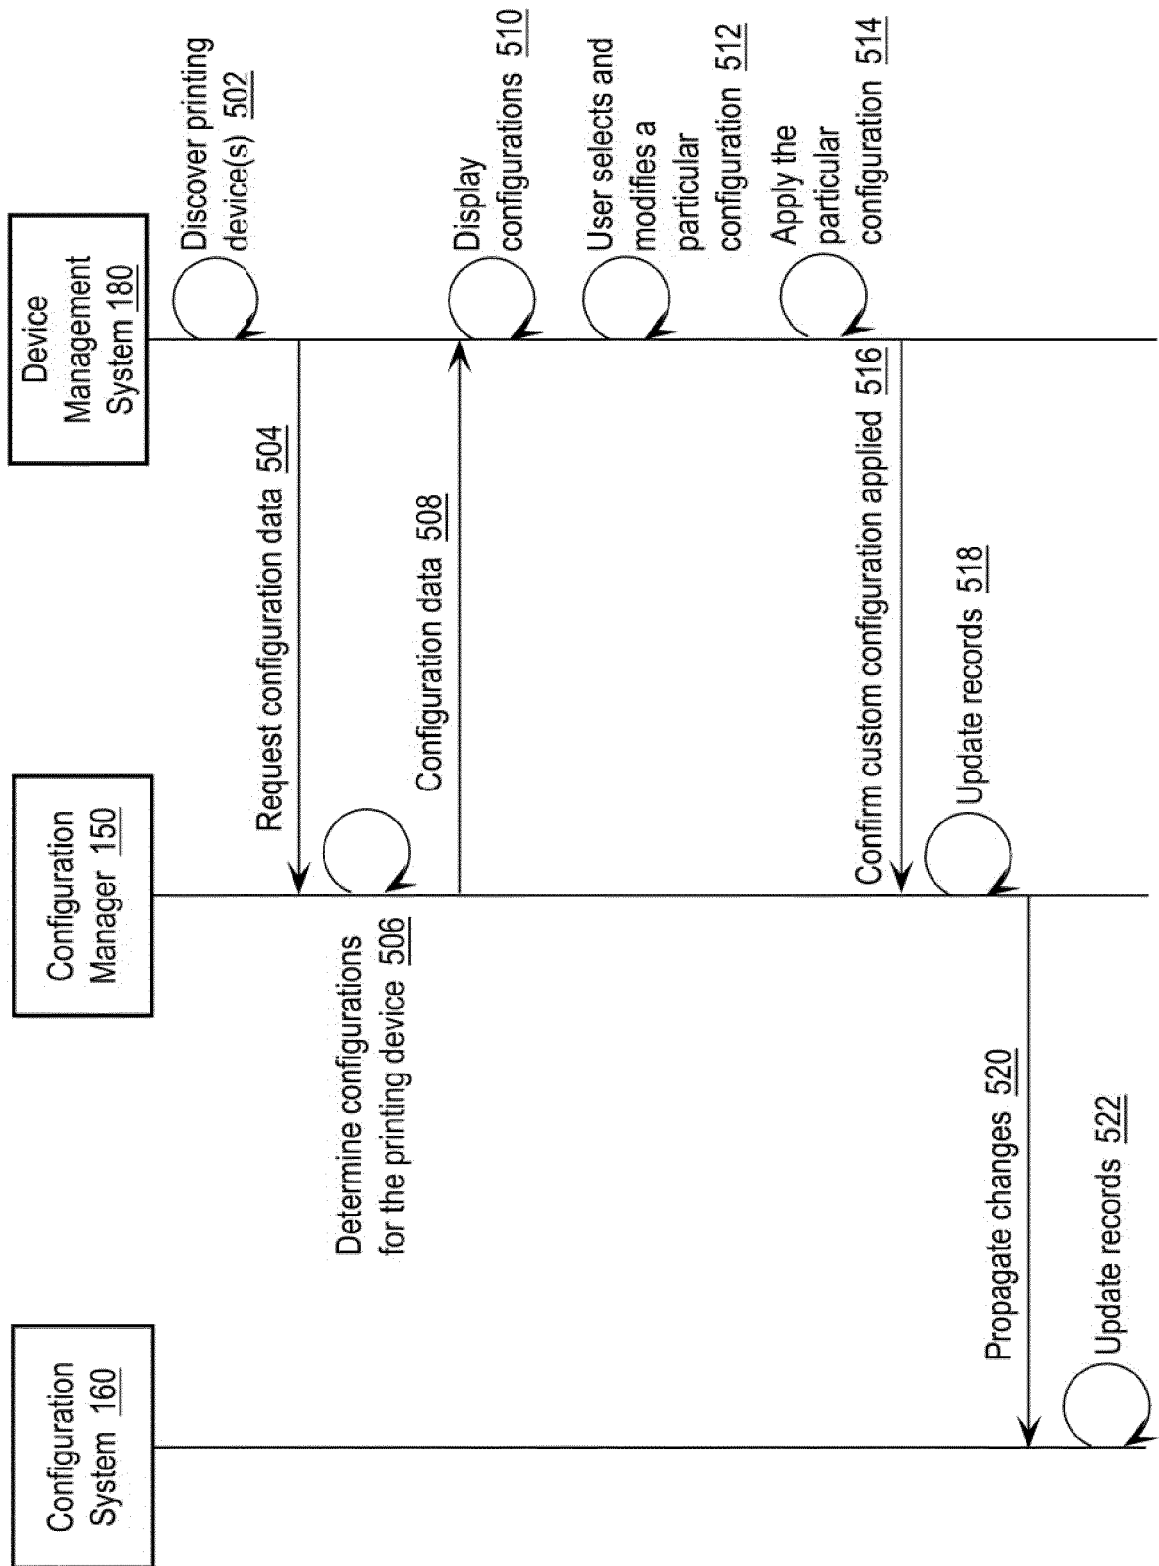 Configuration
System 160
Configuration
Manager 150
Device
Management
System 180
Discover printing
device(s) 502
Request configuration data 504
Determine configurations
for the printing device 506
Configuration data 508
Display
configurations 510
User selects and
modifies a
particular
configuration 512
Apply the
particular
configuration 514
Confirm custom configuration applied 516
Update records 518
Propagate changes 520
Update records 522